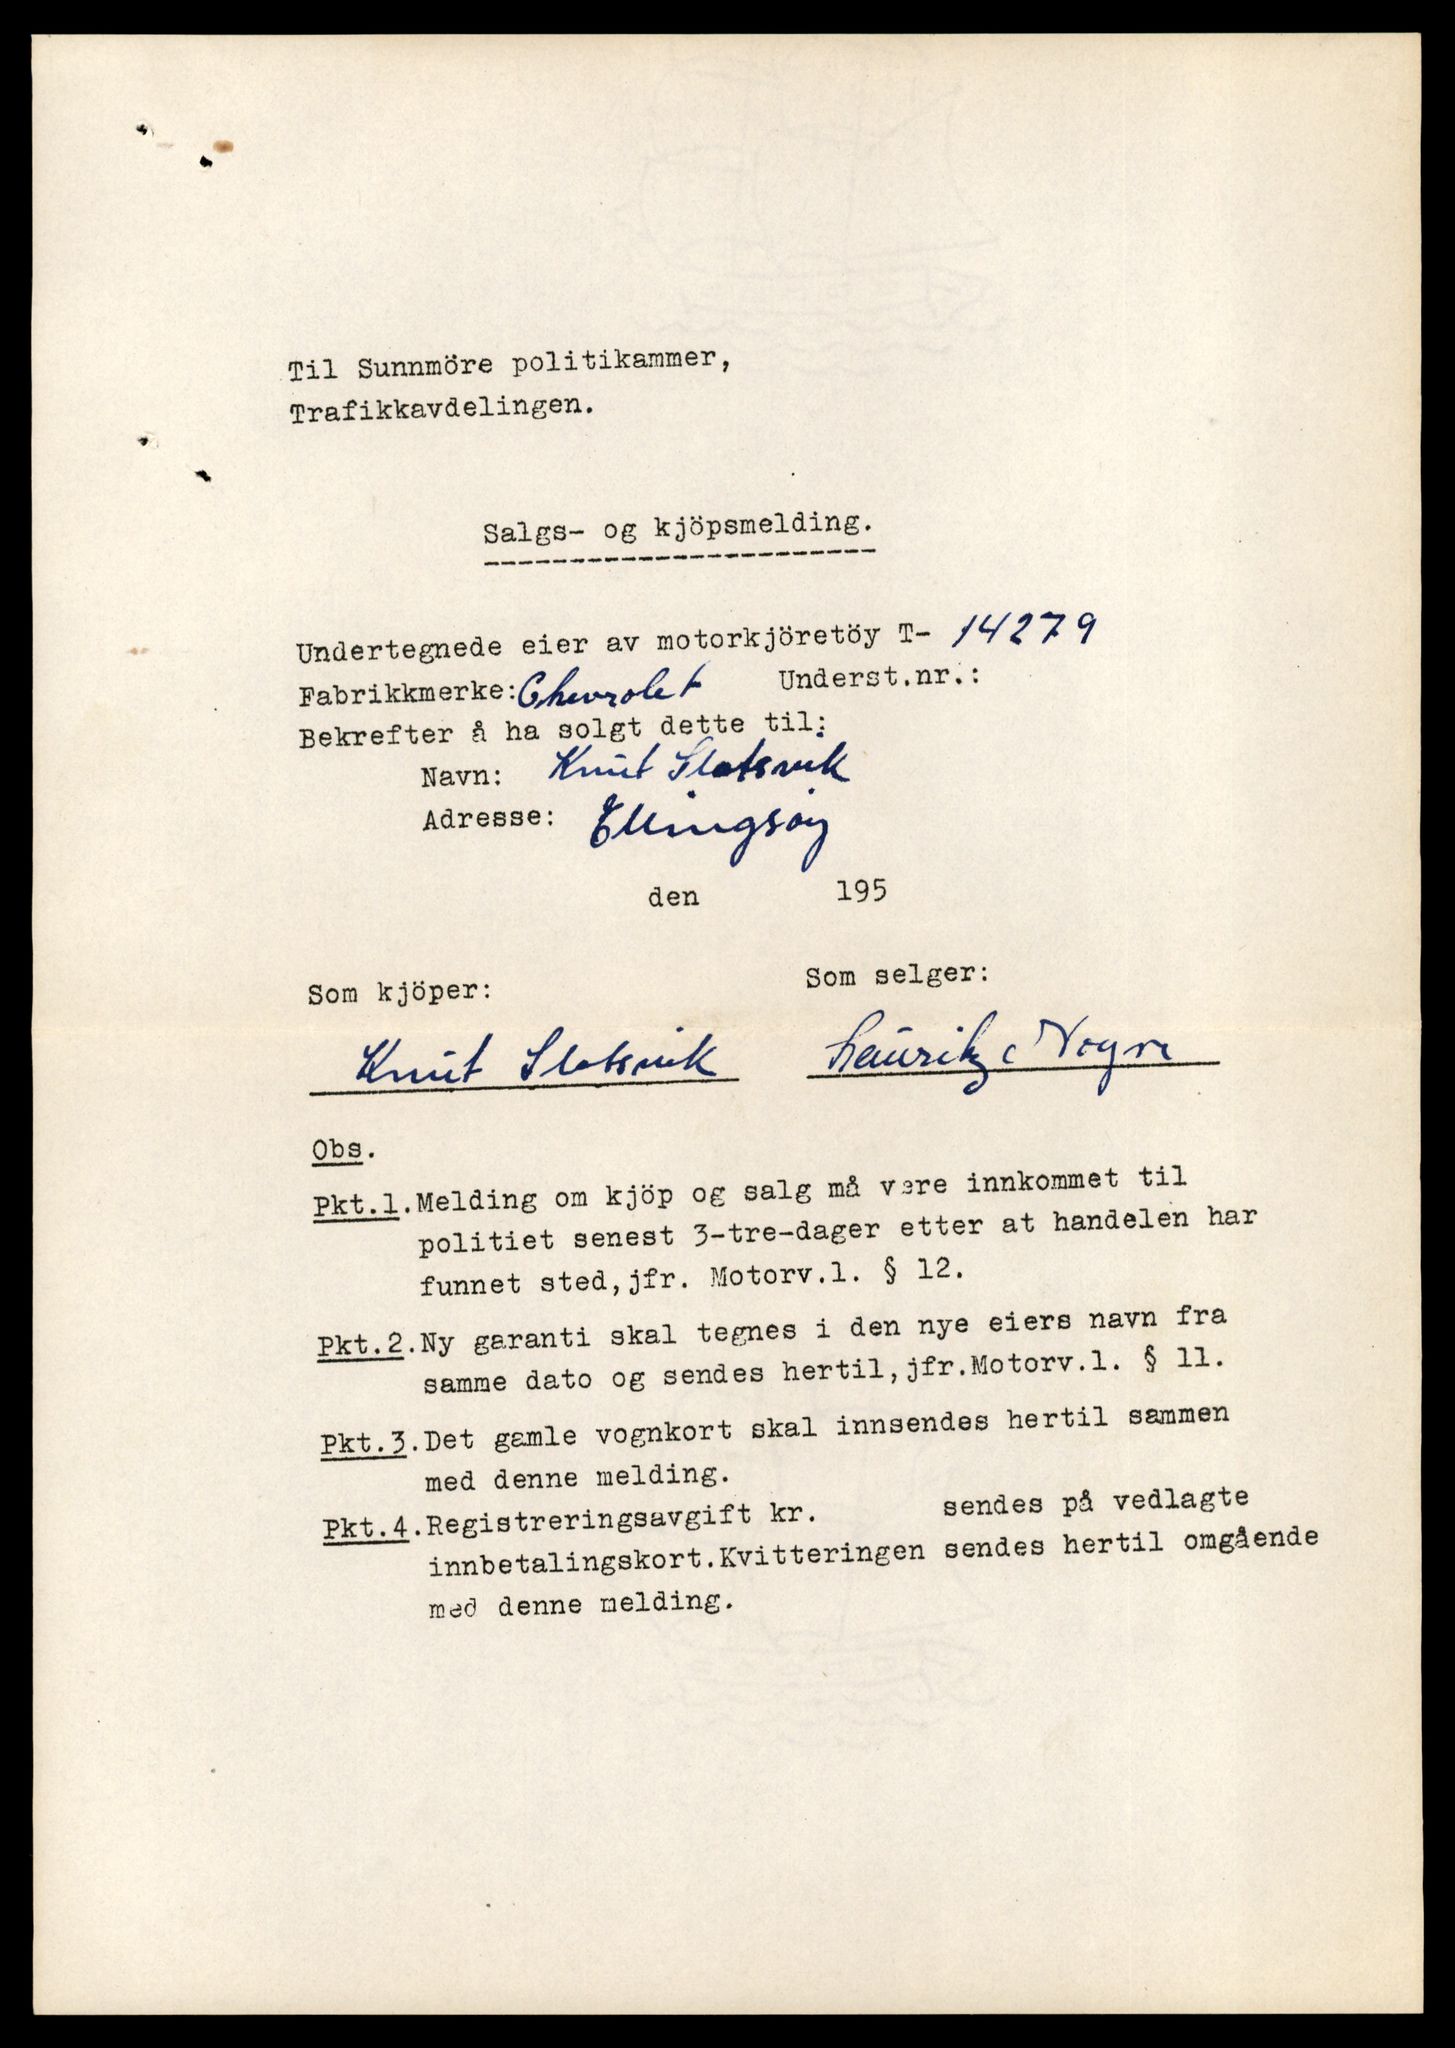 Til Sunnmöre politikammer,
Trafikkavdelingen.
Salgs- og kjöpsmelding.
Undertegnede eier av motorkjöretöy T- 14279
Fabrikkmerke: Chevrolet Underst.nr.:
Bekrefter å ha solgt dette til:
Navn: Knut Slotsvik
Adresse: Ellingsøy
den 195
Som kjöper: Som selger:
Knut Slotsvik Lauritz
Obs.
Pkt.1. Melding om kjöp og salg må være innkommet til
politiet senest 3-tre-dager etter at handelen har
funnet sted, jfr. Motorv.l. § 12.
Pkt.2. Ny garanti skal tegnes i den nye eiers navn fra
samme dato og sendes hertil, jfr.Motorv.l. § 11.
Pkt.3. Det gamle vognkort skal innsendes hertil sammen
med denne melding.
Pkt.4. Registreringsavgift kr. sendes på vedlagte
innbetalingskort.Kvitteringen sendes hertil omgående
med denne melding.